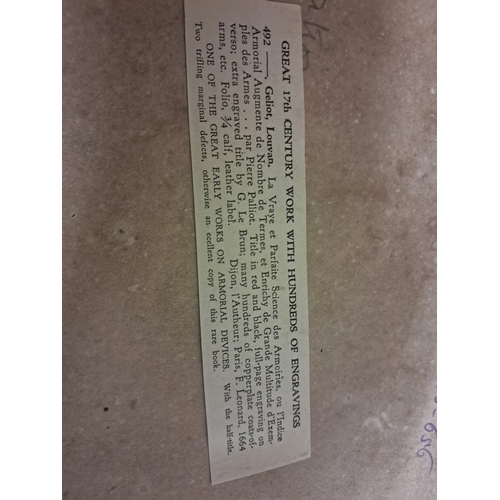 GREAT 17th CENTURY WORK WITH HUNDREDS OF ENGRAVINGS
492 ——, Geliot, Louvan. La Vraye et Parfaite Science des Armoiries, ou l'Indice
Armorial Augmente de Nombre de Termes, et Enrichy de Grande Multitude d'Exem-
ples des Armes . . . par Pierre Palliot. Title in red and black, full-page engraving on
verso; extra engraved title by G. Le Brun; many hundreds of copperplate coats-of-
arms, etc. Folio, ¾ calf, leather label. Dijon, l'Autheur; Paris, F. Leonard, 1664
ONE OF THE GREAT EARLY WORKS ON ARMORIAL DEVICES. With the half-title.
Two trifling marginal defects, otherwise an ecellent copy of this rare book.
656